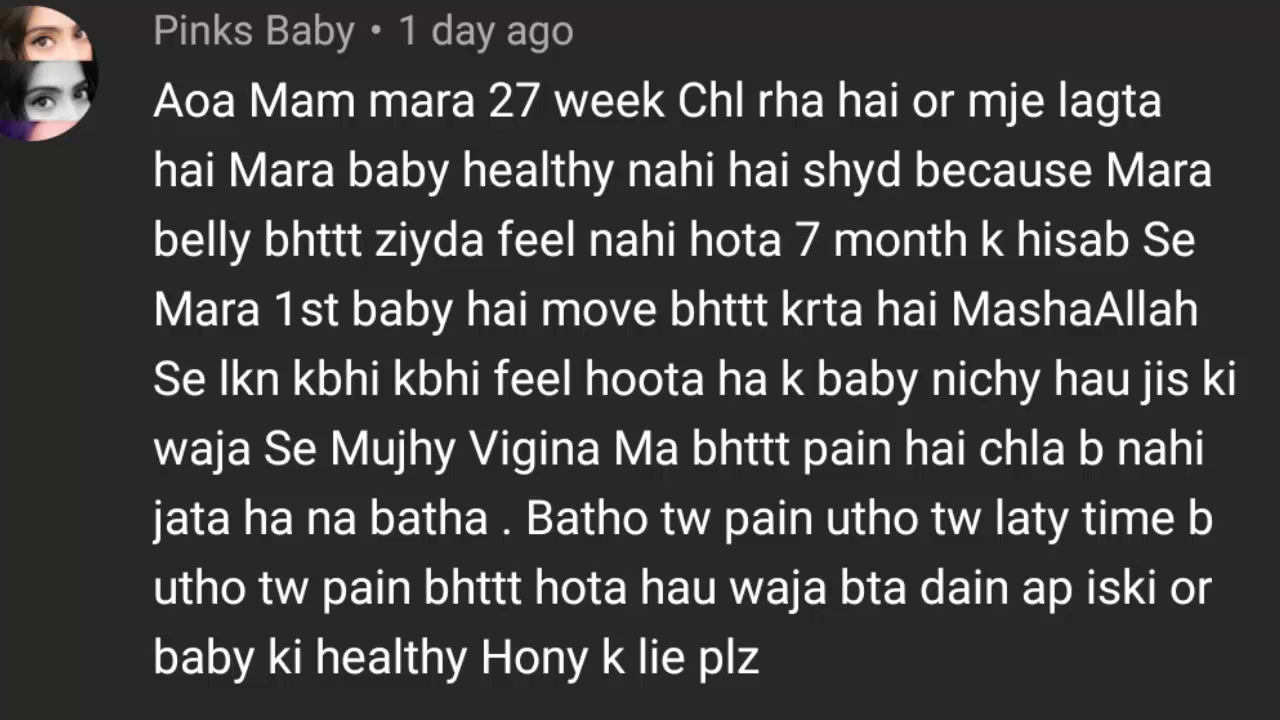 Pinks Baby • 1 day ago
Aoa Mam mara 27 week Chl rha hai or mje lagta
hai Mara baby healthy nahi hai shyd because Mara
belly bhttt ziyda feel nahi hota 7 month k hisab Se
Mara 1st baby hai move bhttt krta hai MashaAllah
Se lkn kbhi kbhi feel hoota ha k baby nichy hau jis ki
waja Se Mujhy Vigina Ma bhttt pain hai chla b nahi
jata ha na batha . Batho tw pain utho tw laty time b
utho tw pain bhttt hota hau waja bta dain ap iski or
baby ki healthy Hony k lie plz